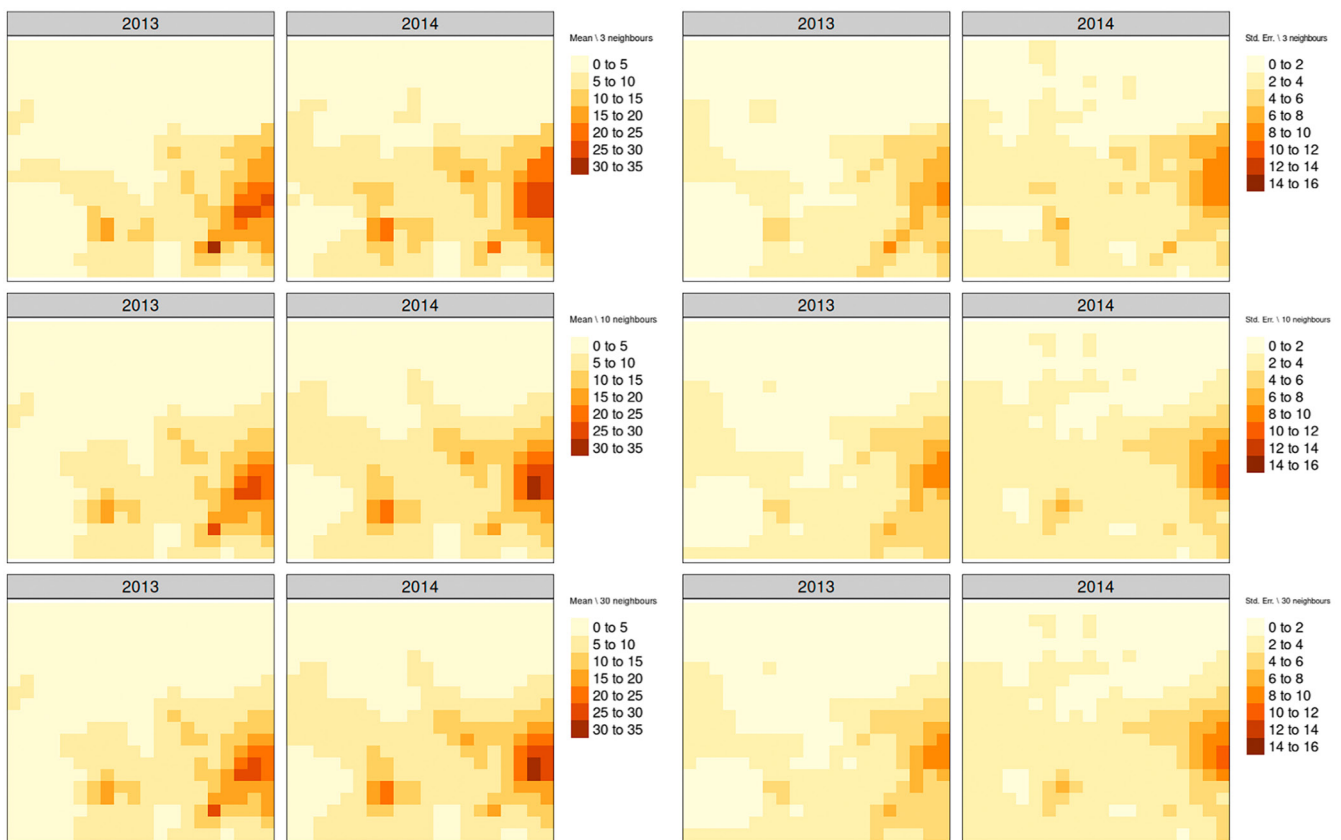 2013
2014
Mean \ 3 neighbours
0 to 5
5 to 10
10 to 15
15 to 20
20 to 25
25 to 30
30 to 35
2013
2014
Std. Err. \ 3 neighbours
0 to 2
2 to 4
4 to 6
6 to 8
8 to 10
10 to 12
12 to 14
14 to 16
2013
2014
Mean \ 10 neighbours
0 to 5
5 to 10
10 to 15
15 to 20
20 to 25
25 to 30
30 to 35
2013
2014
Std. Err. \ 10 neighbours
0 to 2
2 to 4
4 to 6
6 to 8
8 to 10
10 to 12
12 to 14
14 to 16
2013
2014
Mean \ 30 neighbours
0 to 5
5 to 10
10 to 15
15 to 20
20 to 25
25 to 30
30 to 35
2013
2014
Std. Err. \ 30 neighbours
0 to 2
2 to 4
4 to 6
6 to 8
8 to 10
10 to 12
12 to 14
14 to 16